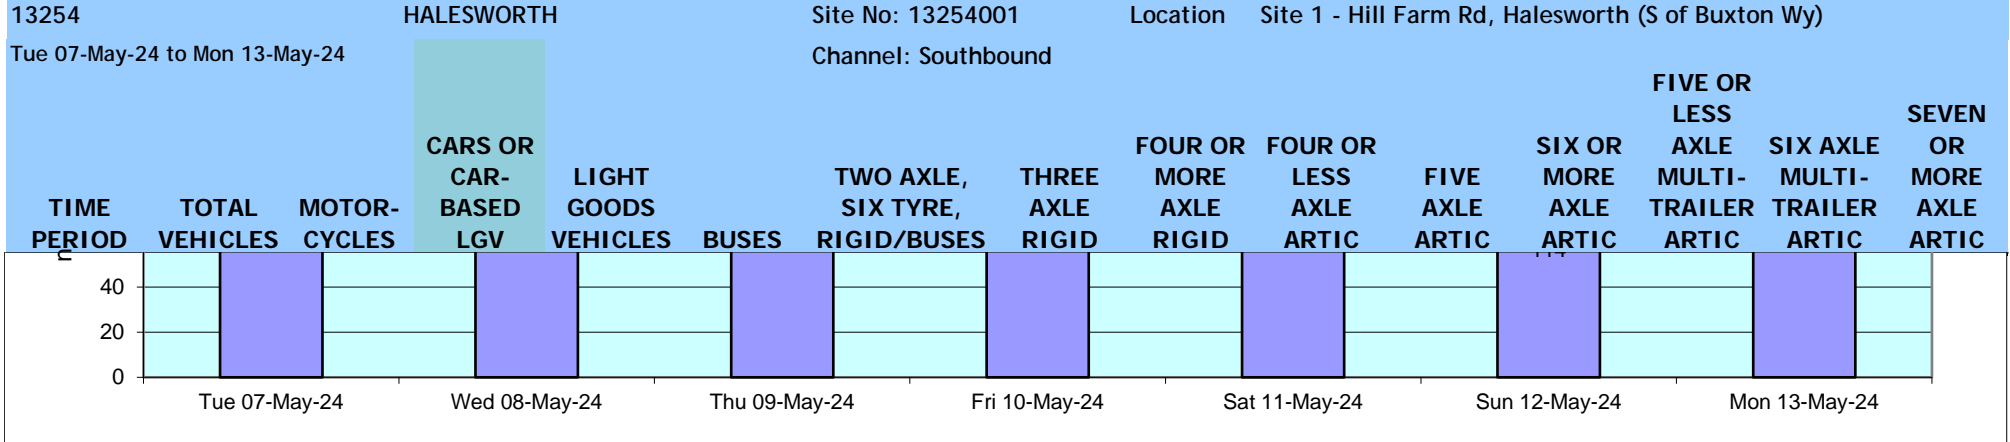 13254 HALESWORTH Site No: 13254001 Location Site 1 - Hill Farm Rd, Halesworth (S of Buxton Wy)
Tue 07-May-24 to Mon 13-May-24 Channel: Southbound
TIME PERIOD
TOTAL VEHICLES
MOTOR-CYCLES
CARS OR CAR-BASED LGV
LIGHT GOODS VEHICLES
BUSES
TWO AXLE, SIX TYRE, RIGID/BUSES
THREE AXLE RIGID
FOUR OR MORE AXLE RIGID
FOUR OR LESS AXLE ARTIC
FIVE AXLE ARTIC
SIX OR MORE AXLE ARTIC
FIVE OR LESS AXLE MULTI-TRAILER ARTIC
SIX AXLE MULTI-TRAILER ARTIC
SEVEN OR MORE AXLE ARTIC
40
20
0
Tue 07-May-24 Wed 08-May-24 Thu 09-May-24 Fri 10-May-24 Sat 11-May-24 Sun 12-May-24 Mon 13-May-24